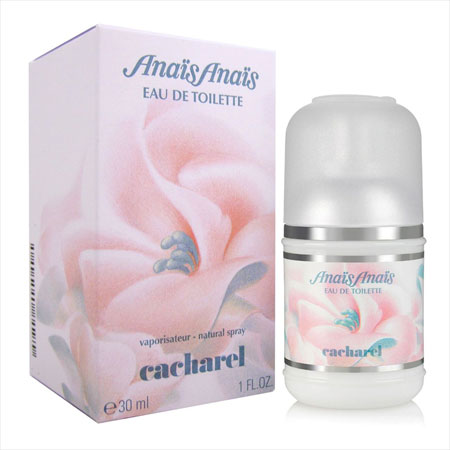 AnaïsAnaïs
EAU DE TOILETTE
vaporisateur - natural spray
cacharel
℮30 ml
1 FL.OZ.
AnaïsAnaïs
EAU DE TOILETTE
cacharel